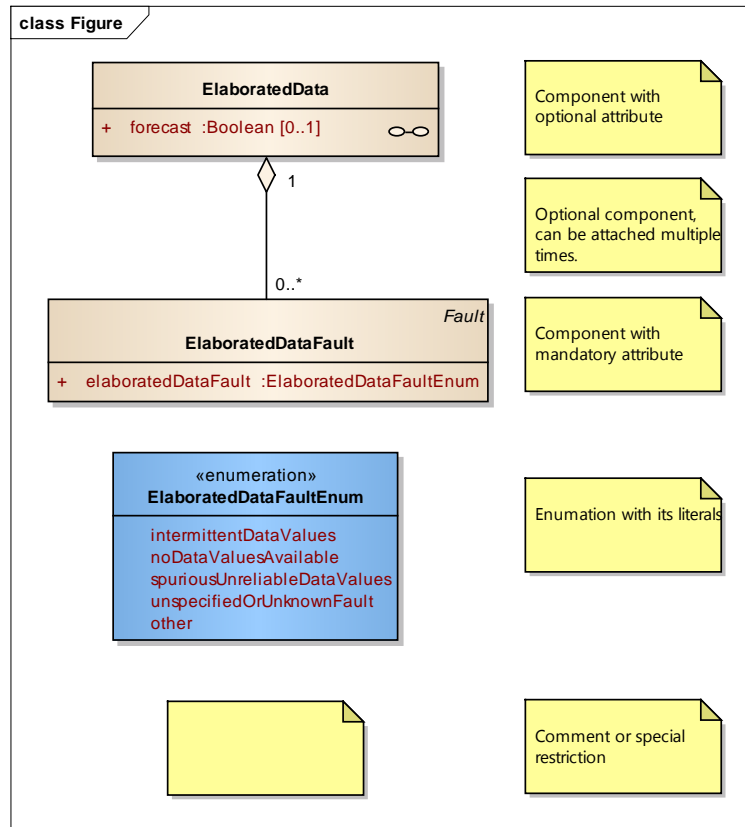 class Figure
ElaboratedData
+ forecast :Boolean [0..1]
Component with
optional attribute
1
Optional component,
can be attached multiple
times.
0..*
Fault
ElaboratedDataFault
+ elaboratedDataFault :ElaboratedDataFaultEnum
Component with
mandatory attribute
«enumeration»
ElaboratedDataFaultEnum
intermittentDataValues
noDataValuesAvailable
spuriousUnreliableDataValues
unspecifiedOrUnknownFault
other
Enumation with its literals
Comment or special
restriction